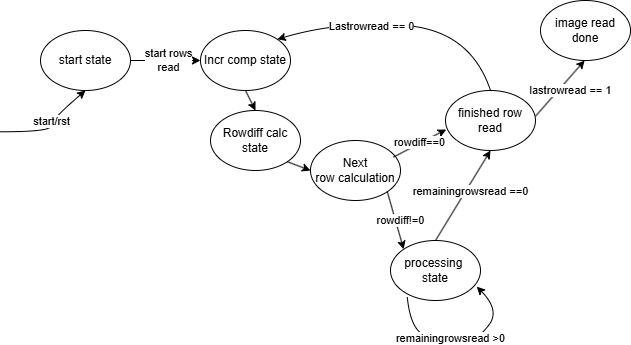 Lastrowread == 0
image read
done
start state
start rows
read
Incr comp state
lastrowread == 1
start/rst
finished row
read
Rowdiff calc
state
rowdiff==0
Next
row calculation
remainingrowsread ==0
rowdiff!=0
processing
state
remainingrowsread >0